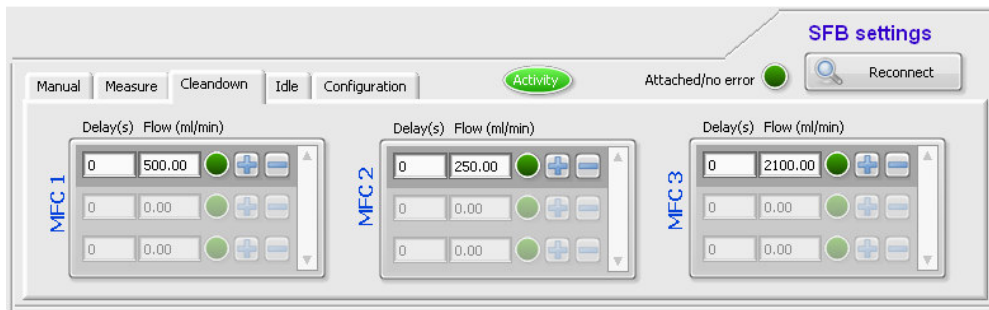 SFB settings
Manual Measure Cleandown Idle Configuration Activity Attached/no error Reconnect
Delay(s) Flow (ml/min) Delay(s) Flow (ml/min) Delay(s) Flow (ml/min)
MFC 1 0 500.00 MFC 2 0 250.00 MFC 3 0 2100.00
0 0.00 0 0.00 0 0.00
0 0.00 0 0.00 0 0.00